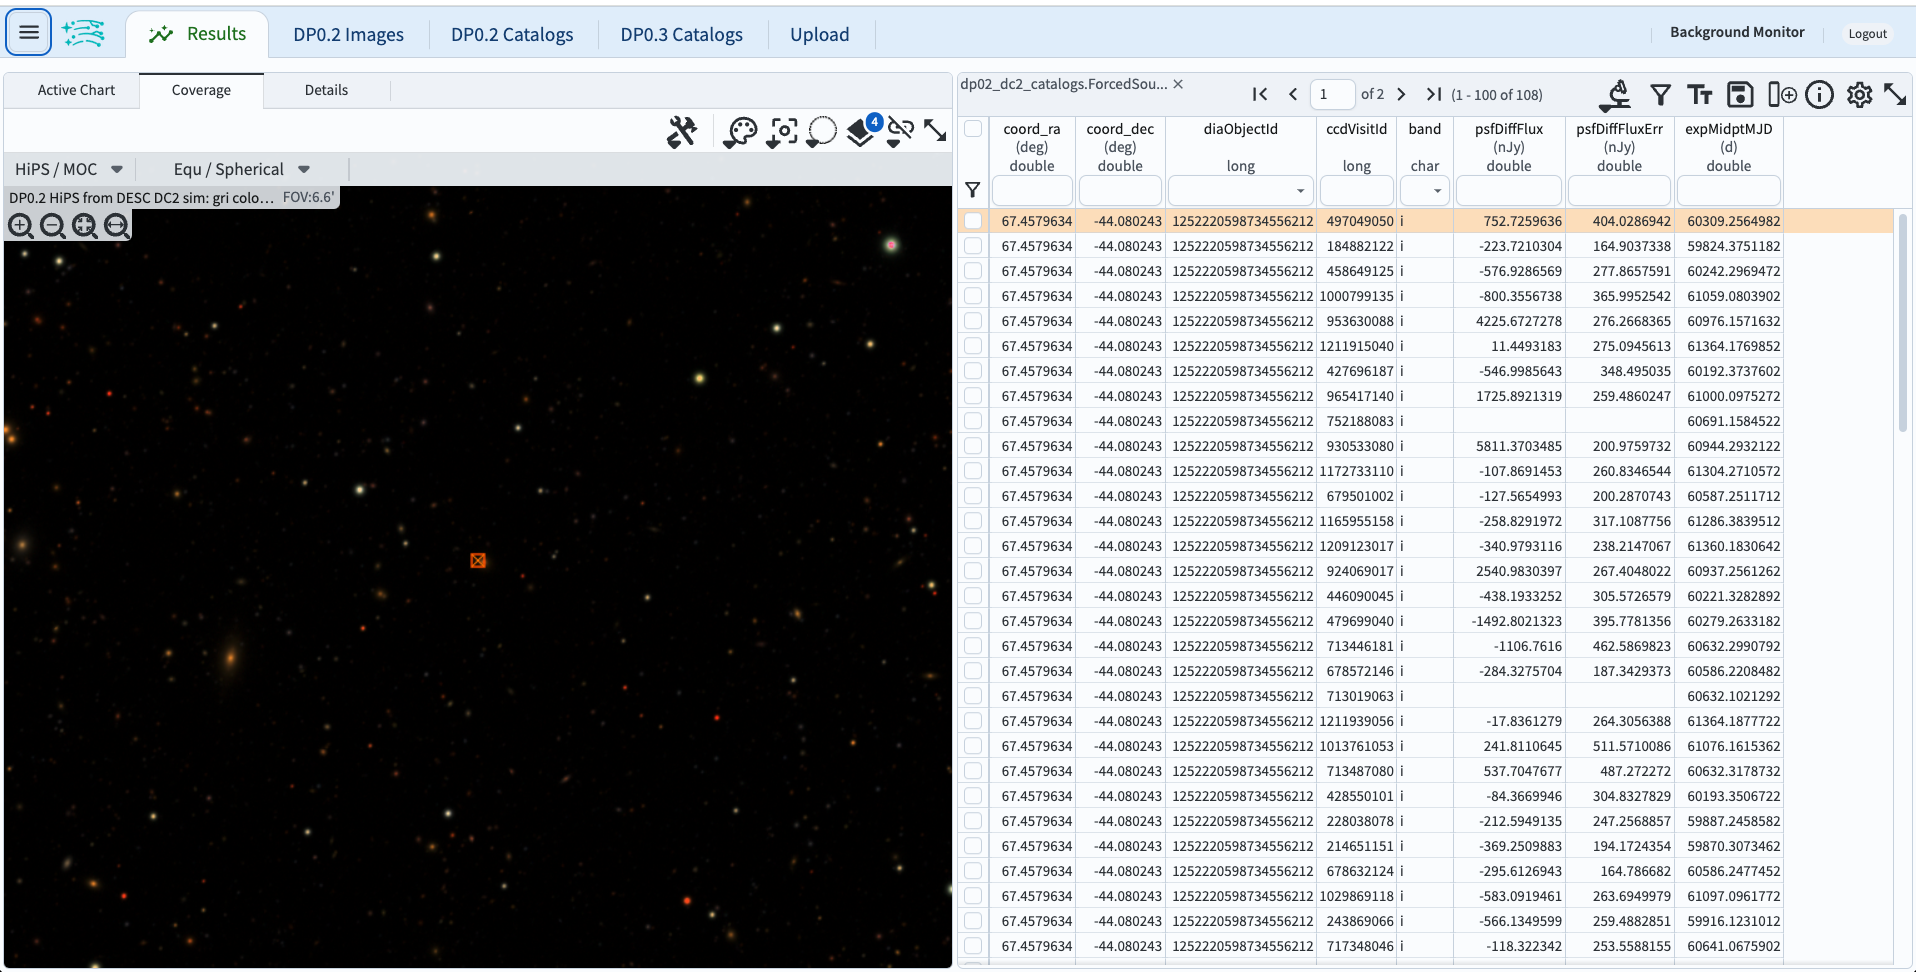 Results
DP0.2 Images
DP0.2 Catalogs
DP0.3 Catalogs
Upload
Background Monitor
Logout
Active Chart
Coverage
Details
4
HiPS / MOC
Equ / Spherical
DP0.2 HiPS from DESC DC2 sim: gri colo... FOV:6.6'
dp02_dc2_catalogs.ForcedSou...
1 of 2 (1 - 100 of 108)
coord_ra coord_dec diaObjectId ccdVisitId band psfDiffFlux psfDiffFluxErr expMidptMJD
(deg) (deg) (nJy) (nJy) (d)
double double long long char double double double
67.4579634 -44.080243 1252220598734556212 497049050 i 752.7259636 404.0286942 60309.2564982
67.4579634 -44.080243 1252220598734556212 184882122 i -223.7210304 164.9037338 59824.3751182
67.4579634 -44.080243 1252220598734556212 458649125 i -576.9286569 277.8657591 60242.2969472
67.4579634 -44.080243 1252220598734556212 1000799135 i -800.3556738 365.9952542 61059.0803902
67.4579634 -44.080243 1252220598734556212 953630088 i 4225.6727278 276.2668365 60976.1571632
67.4579634 -44.080243 1252220598734556212 1211915040 i 11.4493183 275.0945613 61364.1769852
67.4579634 -44.080243 1252220598734556212 427696187 i -546.9985643 348.495035 60192.3737602
67.4579634 -44.080243 1252220598734556212 965417140 i 1725.8921319 259.4860247 61000.0975272
67.4579634 -44.080243 1252220598734556212 752188083 i 60691.1584522
67.4579634 -44.080243 1252220598734556212 930533080 i 5811.3703485 200.9759732 60944.2932122
67.4579634 -44.080243 1252220598734556212 1172733110 i -107.8691453 260.8346544 61304.2710572
67.4579634 -44.080243 1252220598734556212 679501002 i -127.5654993 200.2870743 60587.2511712
67.4579634 -44.080243 1252220598734556212 1165955158 i -258.8291972 317.1087756 61286.3839512
67.4579634 -44.080243 1252220598734556212 1209123017 i -340.9793116 238.2147067 61360.1830642
67.4579634 -44.080243 1252220598734556212 924069017 i 2540.9830397 267.4048022 60937.2561262
67.4579634 -44.080243 1252220598734556212 446090045 i -438.1933252 305.5726579 60221.3282892
67.4579634 -44.080243 1252220598734556212 479699040 i -1492.8021323 395.7781356 60279.2633182
67.4579634 -44.080243 1252220598734556212 713446181 i -1106.7616 462.5869823 60632.2990792
67.4579634 -44.080243 1252220598734556212 678572146 i -284.3275704 187.3429373 60586.2208482
67.4579634 -44.080243 1252220598734556212 713019063 i 60632.1021292
67.4579634 -44.080243 1252220598734556212 1211939056 i -17.8361279 264.3056388 61364.1877722
67.4579634 -44.080243 1252220598734556212 1013761053 i 241.8110645 511.5710086 61076.1615362
67.4579634 -44.080243 1252220598734556212 713487080 i 537.7047677 487.272272 60632.3178732
67.4579634 -44.080243 1252220598734556212 428550101 i -84.3669946 304.8327829 60193.3506722
67.4579634 -44.080243 1252220598734556212 228038078 i -212.5949135 247.2568857 59887.2458582
67.4579634 -44.080243 1252220598734556212 214651151 i -369.2509883 194.1724354 59870.3073462
67.4579634 -44.080243 1252220598734556212 678632124 i -295.6126943 164.786682 60586.2477452
67.4579634 -44.080243 1252220598734556212 1029869118 i -583.0919461 263.6949979 61097.0961772
67.4579634 -44.080243 1252220598734556212 243869066 i -566.1349599 259.4882851 59916.1231012
67.4579634 -44.080243 1252220598734556212 717348046 i -118.322342 253.5588155 60641.0675902